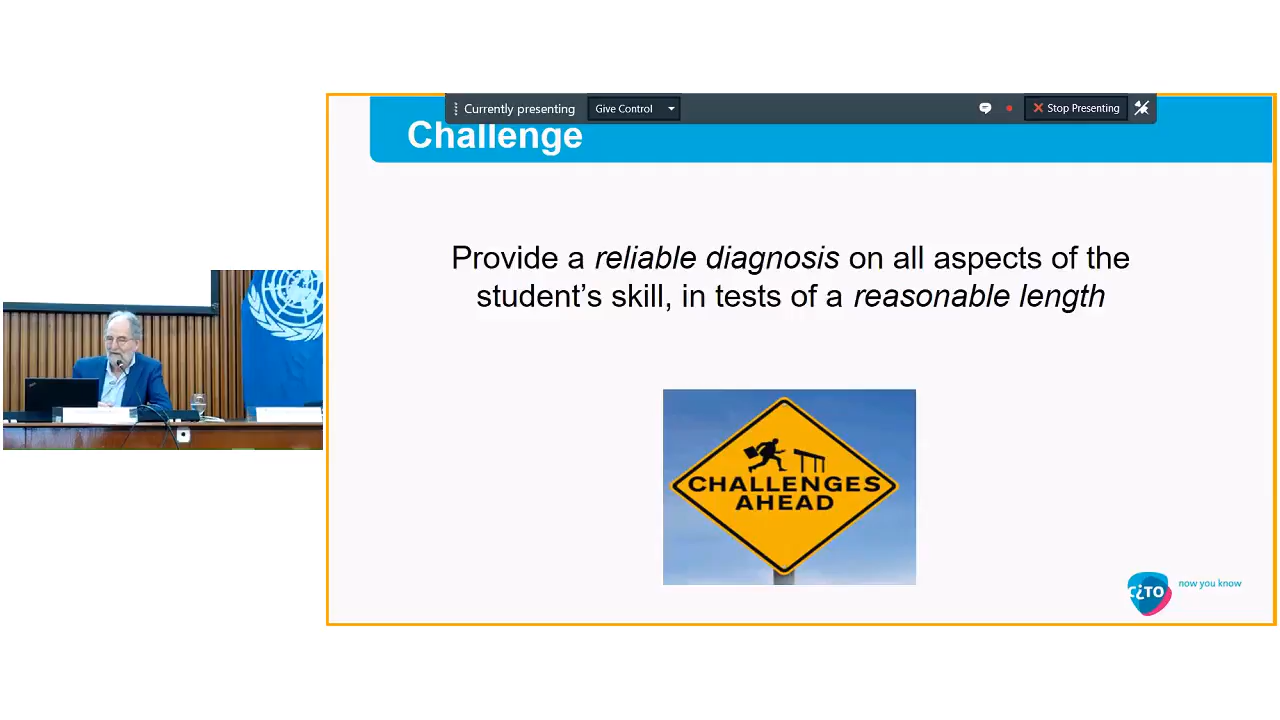 Currently presenting
Give Control
Stop Presenting
Challenge
Provide a reliable diagnosis on all aspects of the
student's skill, in tests of a reasonable length
CHALLENGES
AHEAD
CiTO
now you know